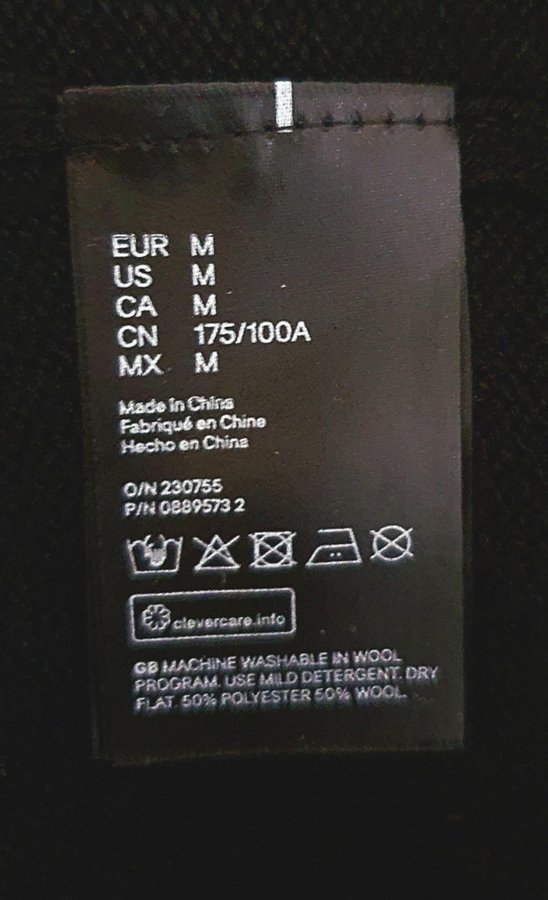 EUR M
US M
CA M
CN 175/100A
MX M
Made in China
Fabriqué en Chine
Hecho en China
O/N 230755
P/N 0889573 2
clevercare.info
GB MACHINE WASHABLE IN WOOL
PROGRAM. USE MILD DETERGENT. DRY
FLAT. 50% POLYESTER 50% WOOL.